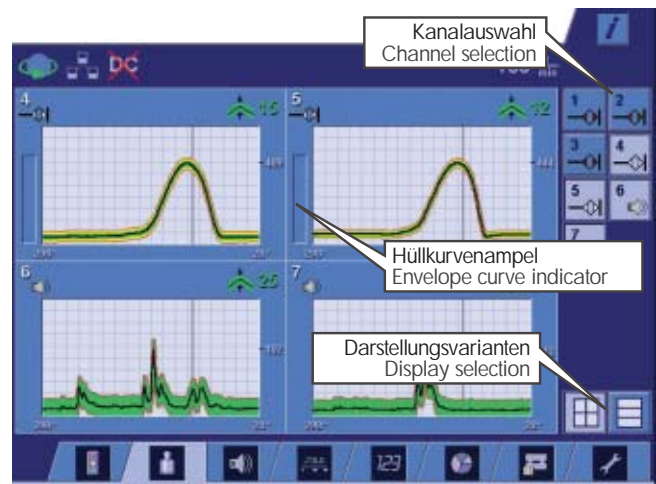 Kanalauswahl
Channel selection
i
DC
4
15
5
12
1
2
3
4
5
6
7
Hüllkurvenampel
Envelope curve indicator
6
25
7
Darstellungsvarianten
Display selection
123